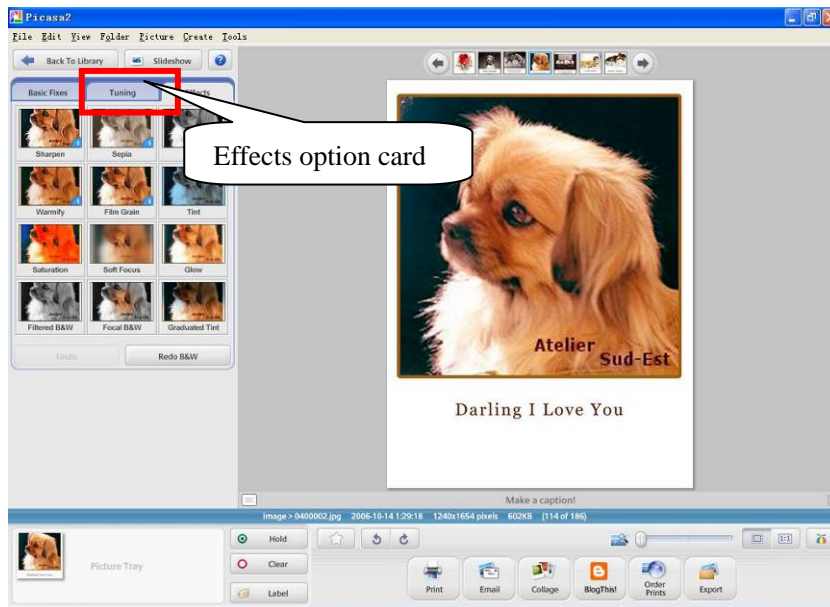 Picasa2
File Edit View Folder Picture Create Tools
Back To Library Slideshow
Basic Fixes Tuning Effects
Effects option card
Sharpen Sepia
Warmify Film Grain Tint
Saturation Soft Focus Glow
Filtered B&W Focal B&W Graduated Tint
Undo Redo B&W
Atelier
Sud-Est
Darling I Love You
Make a caption!
image > 0400002.jpg 2006-10-14 1:29:18 1240x1654 pixels 602KB (114 of 186)
Picture Tray
Hold
Clear
Label
1:1
Print Email Collage BlogThis! Order Prints Export